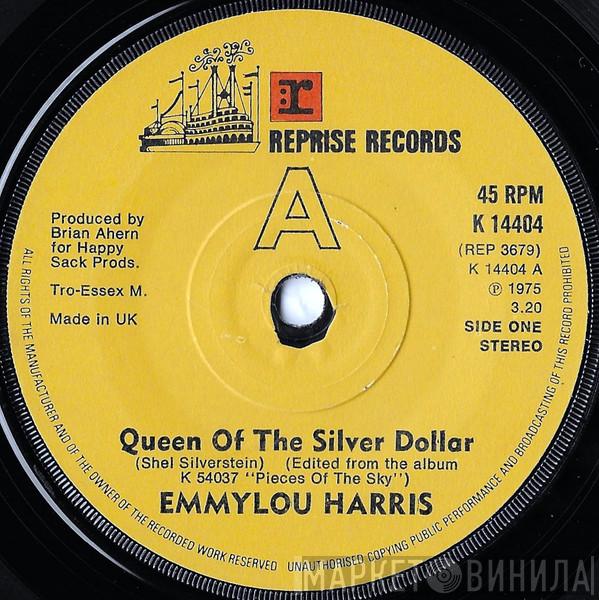 r
REPRISE RECORDS
A
45 RPM
K 14404
(REP 3679)
K 14404 A
℗ 1975
3.20
SIDE ONE
STEREO
Produced by
Brian Ahern
for Happy
Sack Prods.
Tro-Essex M.
Made in UK
Queen Of The Silver Dollar
(Shel Silverstein) (Edited from the album
K 54037 "Pieces Of The Sky")
EMMYLOU HARRIS
ALL RIGHTS OF THE MANUFACTURER AND OF THE OWNER OF THE RECORDED WORK RESERVED UNAUTHORISED COPYING PUBLIC PERFORMANCE AND BROADCASTING OF THIS RECORD PROHIBITED
МАРКЕТ ВИНИЛА